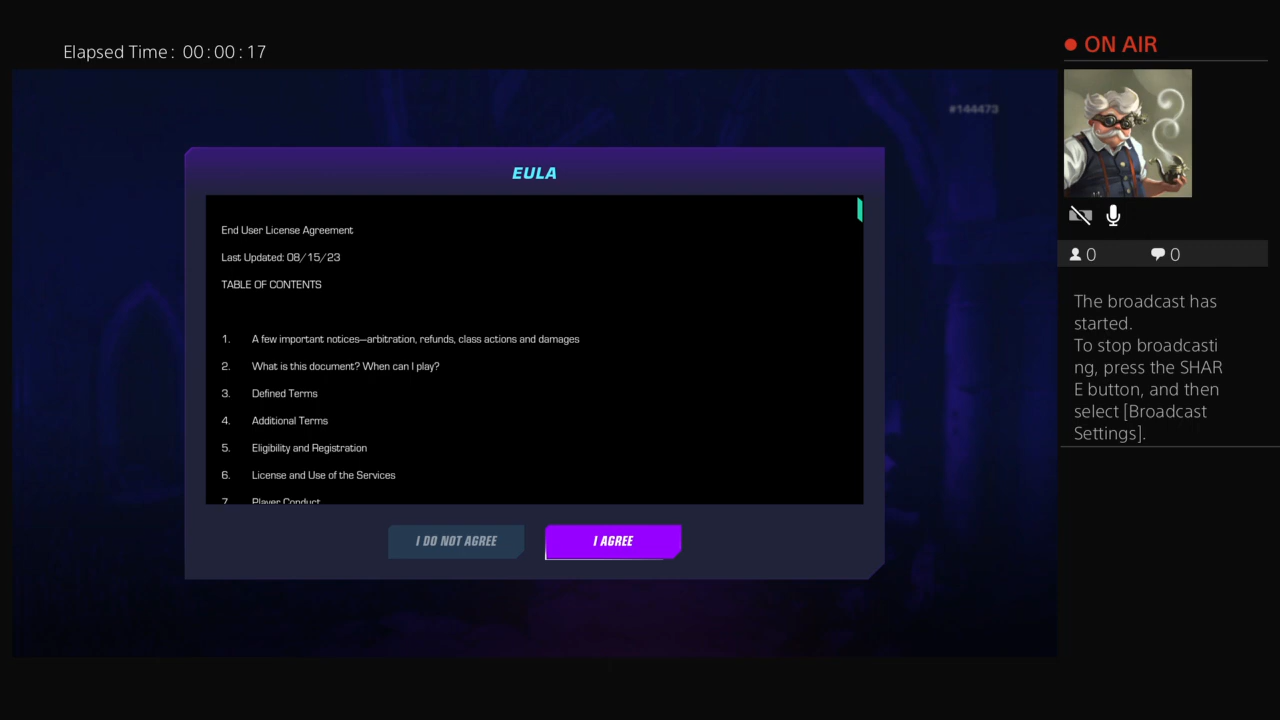 Elapsed Time: 00:00:17
#144473
EULA
End User License Agreement
Last Updated: 08/15/23
TABLE OF CONTENTS
1. A few important notices—arbitration, refunds, class actions and damages
2. What is this document? When can I play?
3. Defined Terms
4. Additional Terms
5. Eligibility and Registration
6. License and Use of the Services
7. Player Conduct
I DO NOT AGREE
I AGREE
ON AIR
0
0
The broadcast has
started.
To stop broadcasti
ng, press the SHAR
E button, and then
select [Broadcast
Settings].